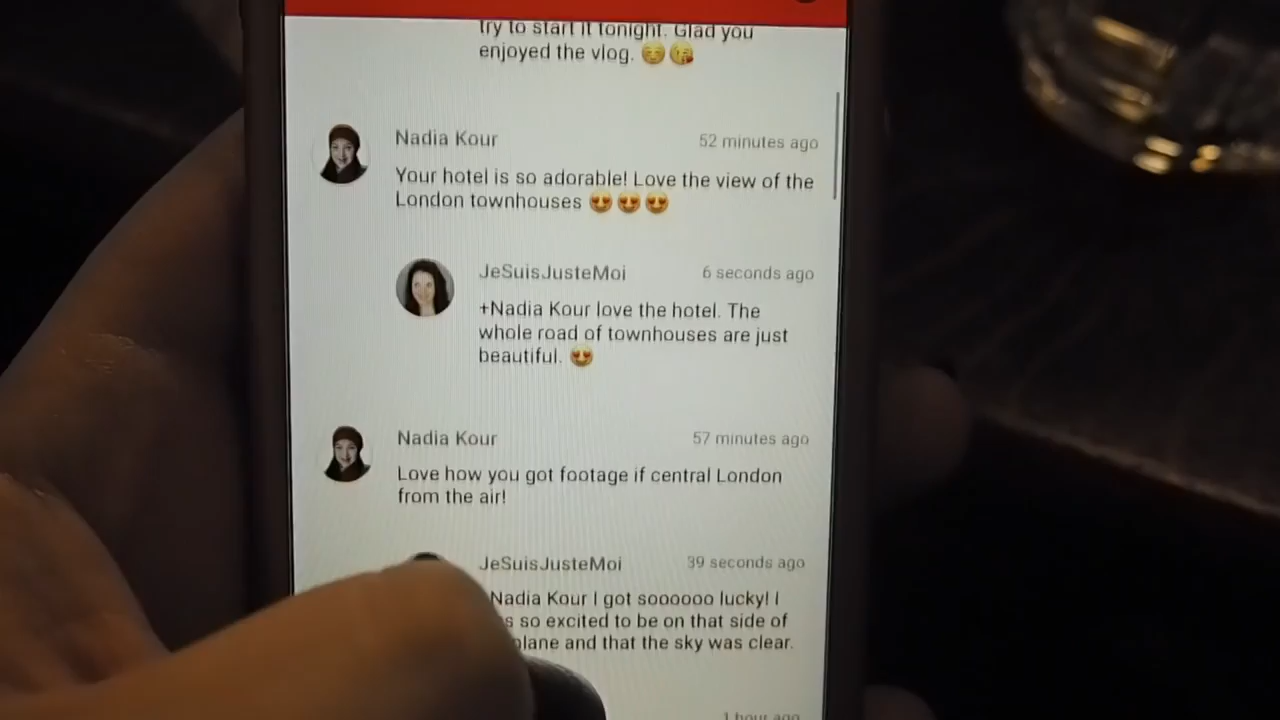 try to start it tonight. Glad you
enjoyed the vlog. 😊😘
Nadia Kour 52 minutes ago
Your hotel is so adorable! Love the view of the
London townhouses 😍😍😍
JeSuisJusteMoi 6 seconds ago
+Nadia Kour love the hotel. The
whole road of townhouses are just
beautiful. 😍
Nadia Kour 57 minutes ago
Love how you got footage if central London
from the air!
JeSuisJusteMoi 39 seconds ago
Nadia Kour I got soooooo lucky! I
so excited to be on that side of
plane and that the sky was clear.
1 hour ago